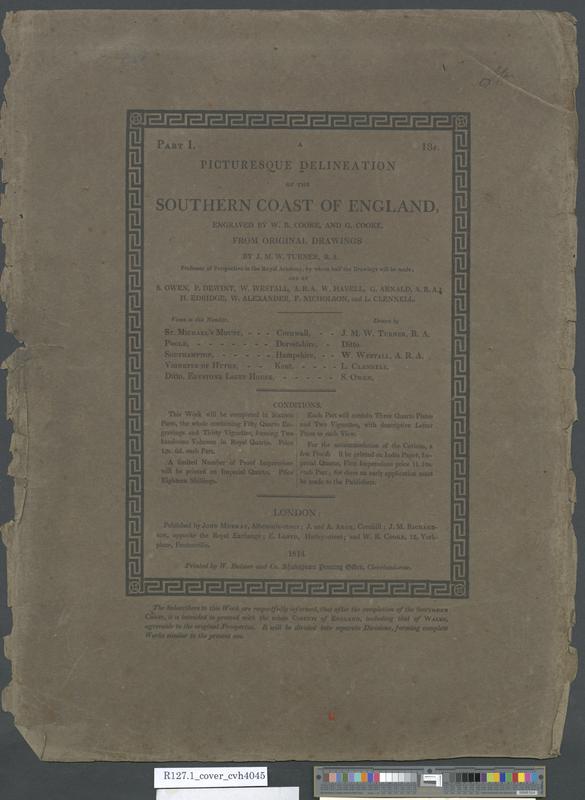 Part I.
A
18s.
PICTURESQUE DELINEATION
OF THE
SOUTHERN COAST OF ENGLAND,
ENGRAVED BY W. B. COOKE, AND G. COOKE,
FROM ORIGINAL DRAWINGS
BY J. M. W. TURNER, R. A.
Professor of Perspective in the Royal Academy, by whom half the Drawings will be made;
AND BY
S. OWEN, P. DEWINT, W. WESTALL, A.R.A. W. HAVELL, G. ARNALD, A.R.A.
H. EDRIDGE, W. ALEXANDER, F. NICHOLSON, and L. CLENNELL.
Views in this Number. Drawn by
St. Michael's Mount, - - - Cornwall, - - J. M. W. Turner, R. A.
Poole, - - - - - - - - Dorsetshire, - Ditto.
Southampton, - - - - - - Hampshire, - - W. Westall, A. R. A.
Vignette of Hythe, - - Kent. - - - - L. Clennell.
Ditto, Light House, - - - - - S. Owen.
CONDITIONS.
This Work will be completed in Sixteen
Parts, the whole containing Fifty Quarto En-
gravings and Thirty Vignettes, forming Two
handsome Volumes in Royal Quarto. Price
12s. 6d. each Part.
A limited Number of Proof Impressions
will be printed on Imperial Quarto. Price
Eighteen Shillings.
Each Part will contain Three Quarto Plates
and Two Vignettes, with descriptive Letter
Press to each View.
For the accommodation of the Curious, a
few Proofs will be printed on India Paper, Im-
perial Quarto, First Impressions price 1l. 10s.
each Part; for these an early application must
be made to the Publishers.
LONDON:
Published by John Murray, Albemarle-street; J. and A. Arch, Cornhill; J. M. Richard-
son, opposite the Royal Exchange; E. Lloyd, Harley-street; and W. B. Cooke, 12, York-
place, Pentonville.
1814.
Printed by W. Bulmer and Co. Shakspeare Printing Office, Cleveland-row.
The Subscribers to this Work are respectfully informed, that after the completion of the Southern
Coast, it is intended to proceed with the whole Coasts of England, including that of Wales,
agreeable to the original Prospectus. It will be divided into separate Divisions, forming complete
Works similar to the present one.
R127.1_cover_cvh4045